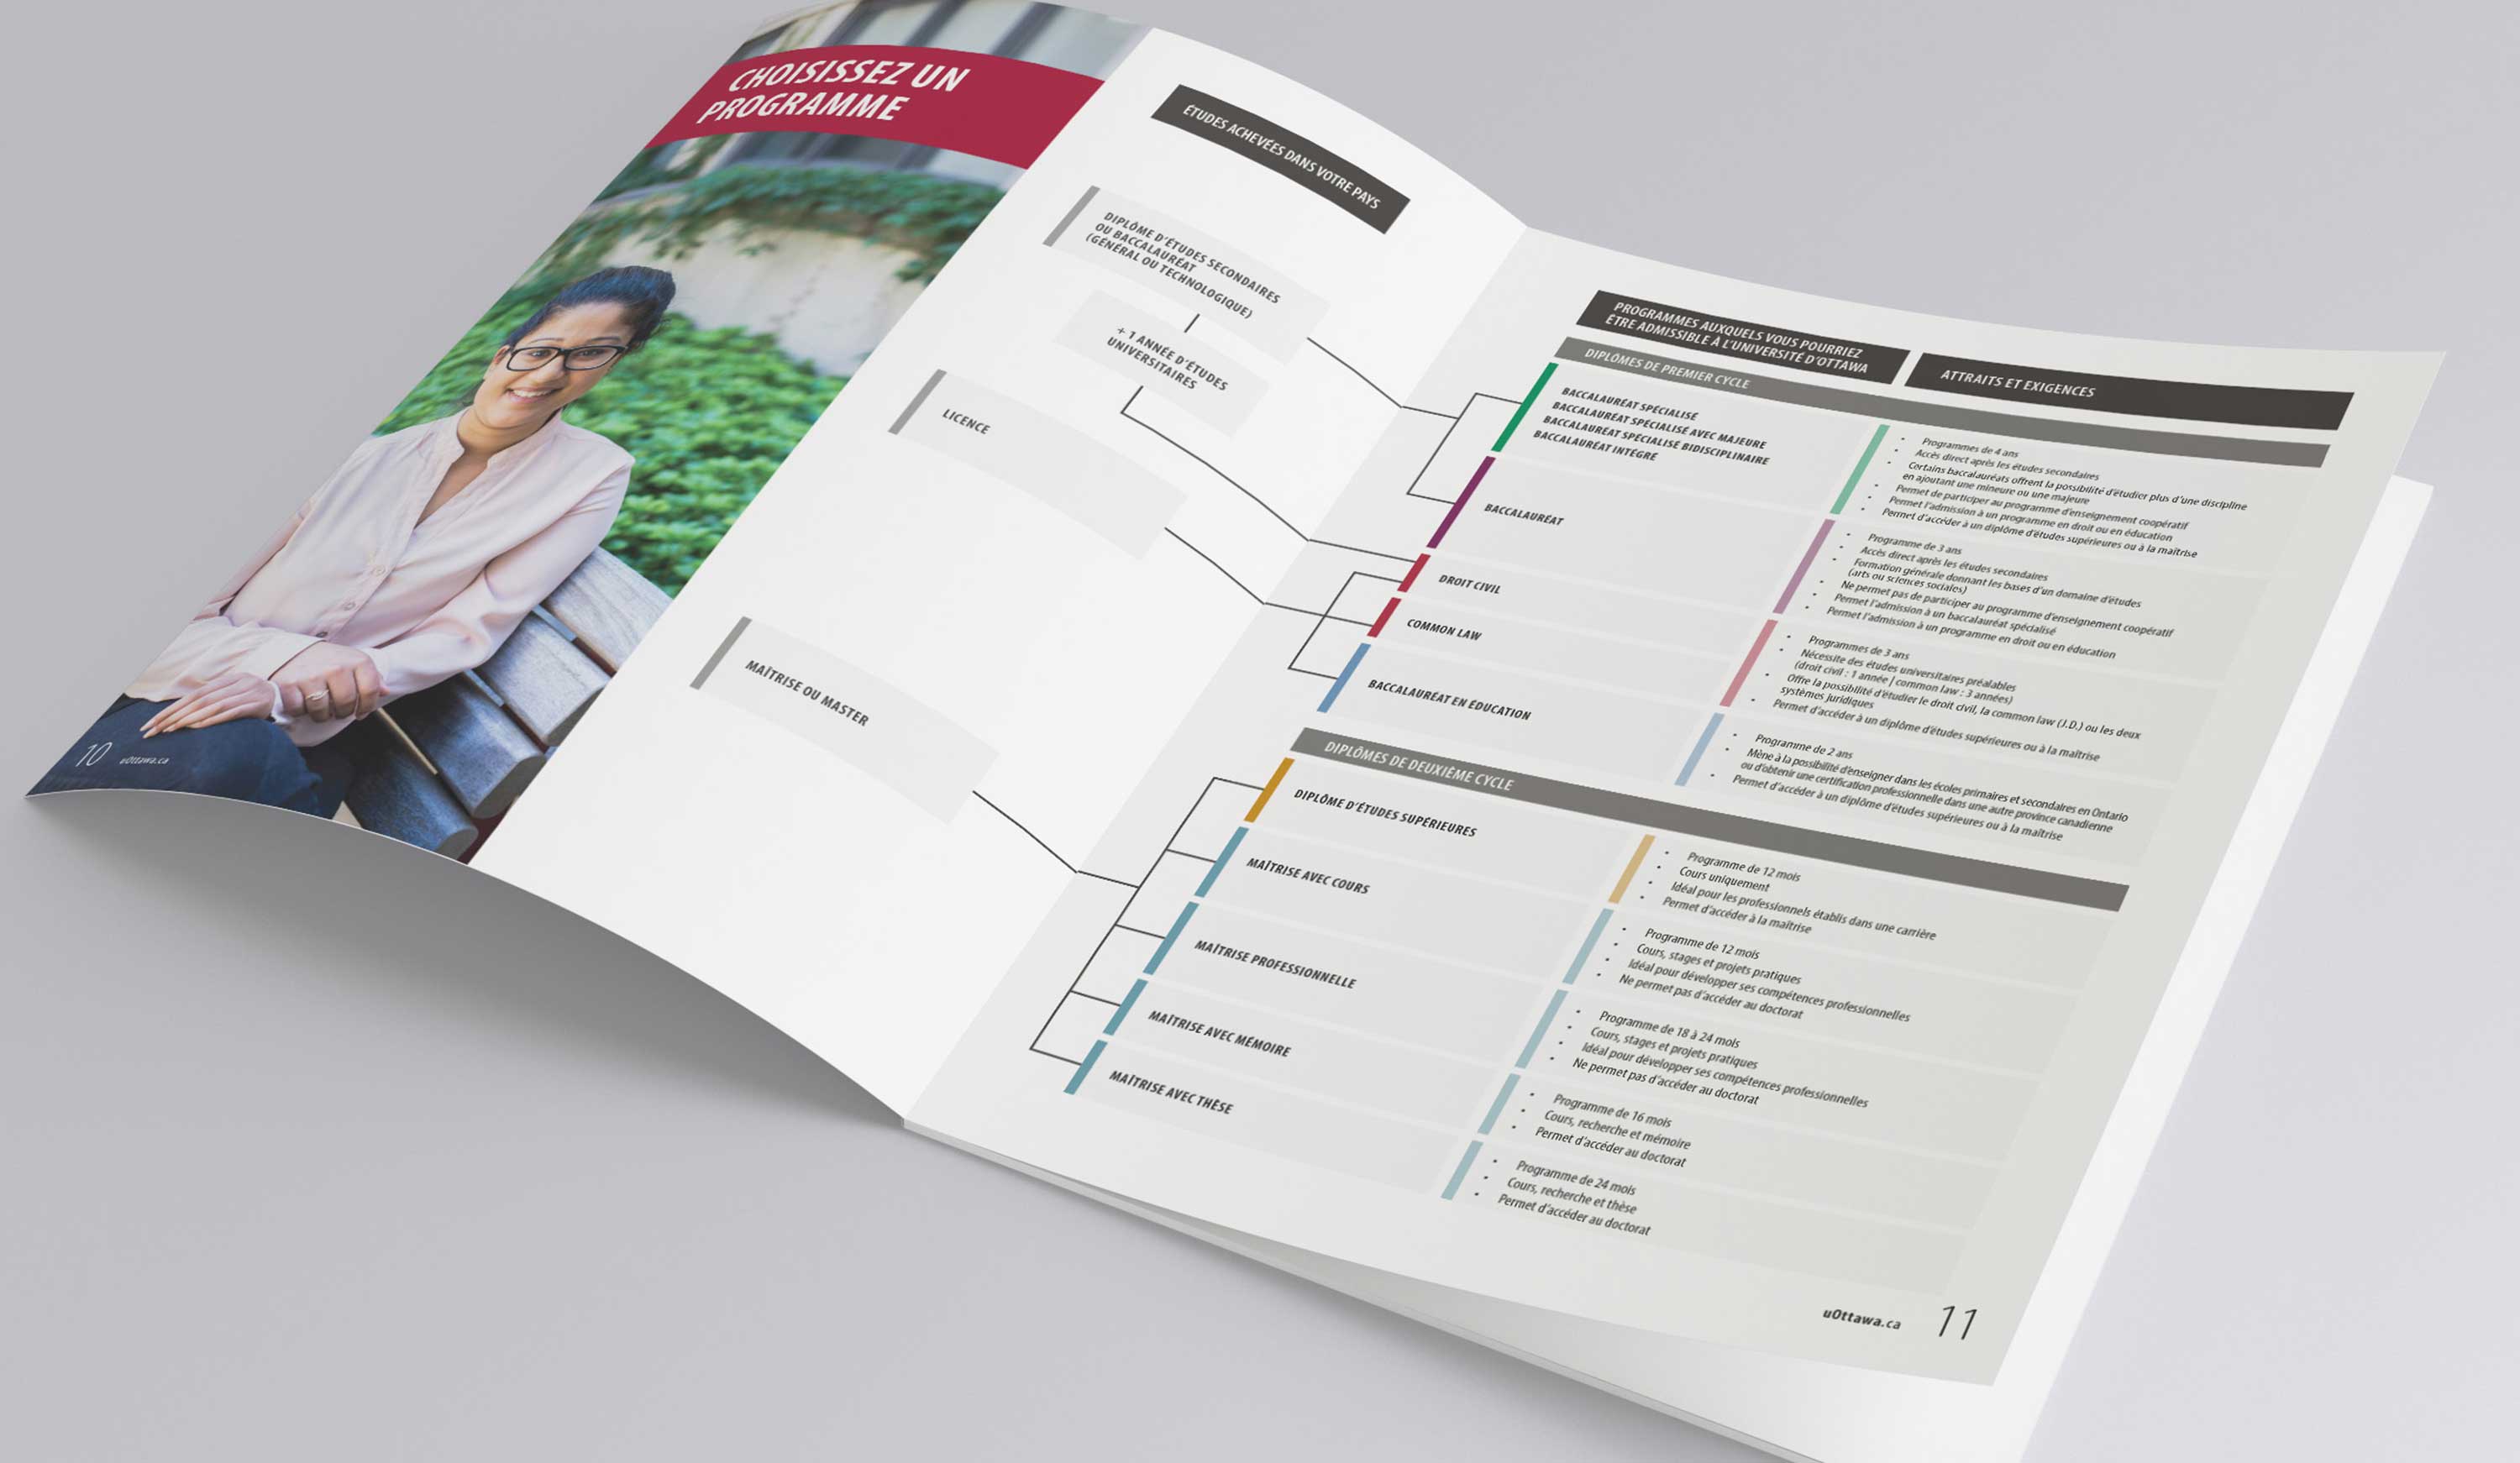 CHOISISSEZ UN
PROGRAMME
10
uOttawa.ca
ÉTUDES ACHEVÉES DANS VOTRE PAYS
DIPLÔME D'ÉTUDES SECONDAIRES
OU BACCALAURÉAT
(GÉNÉRAL OU TECHNOLOGIQUE)
+ 1 ANNÉE D'ÉTUDES
UNIVERSITAIRES
LICENCE
MAÎTRISE OU MASTER
PROGRAMMES AUXQUELS VOUS POURRIEZ
ÊTRE ADMISSIBLE À L'UNIVERSITÉ D'OTTAWA
ATTRAITS ET EXIGENCES
DIPLÔMES DE PREMIER CYCLE
BACCALAURÉAT SPÉCIALISÉ
BACCALAURÉAT SPÉCIALISÉ AVEC MAJEURE
BACCALAURÉAT SPÉCIALISÉ BIDISCIPLINAIRE
BACCALAURÉAT INTÉGRÉ
• Programmes de 4 ans
• Accès direct après les études secondaires
• Certains baccalauréats offrent la possibilité d'étudier plus d'une discipline
en ajoutant une mineure ou une majeure
• Permet de participer au programme d'enseignement coopératif
• Permet l'admission à un programme en droit ou en éducation
• Permet d'accéder à un diplôme d'études supérieures ou à la maîtrise
BACCALAURÉAT
• Programme de 3 ans
• Accès direct après les études secondaires
• Formation générale donnant les bases d'un domaine d'études
(arts ou sciences sociales)
• Ne permet pas de participer au programme d'enseignement coopératif
• Permet l'admission à un baccalauréat spécialisé
• Permet l'admission à un programme en droit ou en éducation
DROIT CIVIL
COMMON LAW
• Programmes de 3 ans
• Nécessite des études universitaires préalables
(droit civil : 1 année | common law : 3 années)
• Offre la possibilité d'étudier le droit civil, la common law (J.D.) ou les deux
systèmes juridiques
• Permet d'accéder à un diplôme d'études supérieures ou à la maîtrise
BACCALAURÉAT EN ÉDUCATION
• Programme de 2 ans
• Mène à la possibilité d'enseigner dans les écoles primaires et secondaires en Ontario
ou d'obtenir une certification professionnelle dans une autre province canadienne
• Permet d'accéder à un diplôme d'études supérieures ou à la maîtrise
DIPLÔMES DE DEUXIÈME CYCLE
DIPLÔME D'ÉTUDES SUPÉRIEURES
• Programme de 12 mois
• Cours uniquement
• Idéal pour les professionnels établis dans une carrière
• Permet d'accéder à la maîtrise
MAÎTRISE AVEC COURS
• Programme de 12 mois
• Cours, stages et projets pratiques
• Idéal pour développer ses compétences professionnelles
• Ne permet pas d'accéder au doctorat
MAÎTRISE PROFESSIONNELLE
• Programme de 18 à 24 mois
• Cours, stages et projets pratiques
• Idéal pour développer ses compétences professionnelles
• Ne permet pas d'accéder au doctorat
MAÎTRISE AVEC MÉMOIRE
• Programme de 16 mois
• Cours, recherche et mémoire
• Permet d'accéder au doctorat
MAÎTRISE AVEC THÈSE
• Programme de 24 mois
• Cours, recherche et thèse
• Permet d'accéder au doctorat
uOttawa.ca 11